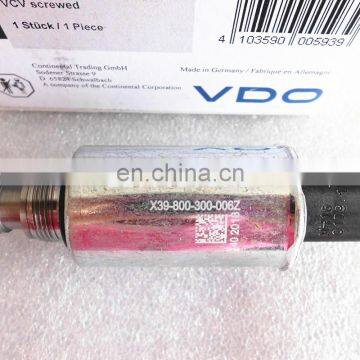 VCV screwed
1 Stück / 1 Piece
4 103590 005939
Continental Trading GmbH
Sodener Strasse 9
D 65824 Schwalbach
A company of the Continental Corporation
Made in Germany / Fabriqué en Allemagne
VDO
en.china.cn
X39-800-300-006Z